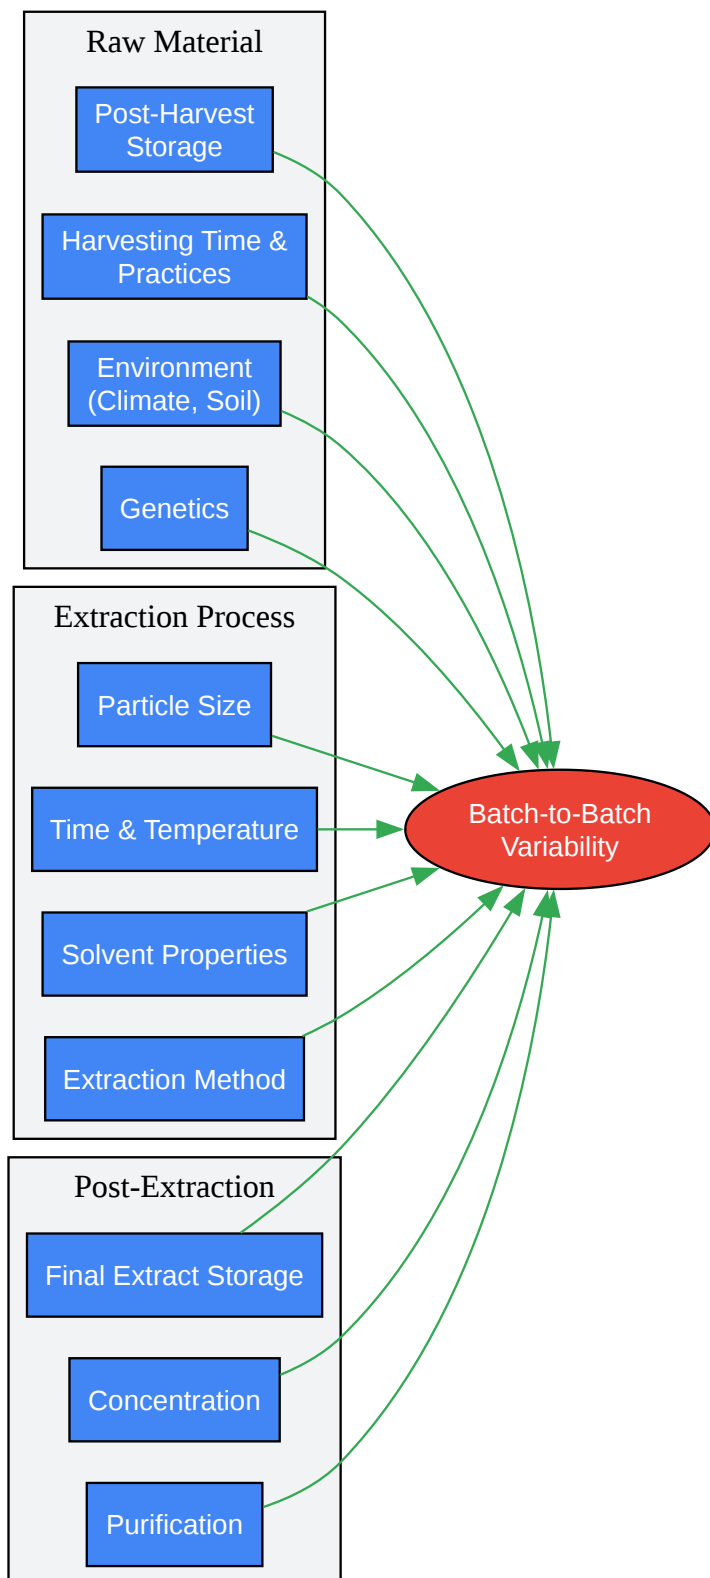 Raw Material
Post-Harvest
Storage
Harvesting Time &
Practices
Environment
(Climate, Soil)
Genetics
Extraction Process
Particle Size
Time & Temperature
Solvent Properties
Extraction Method
Batch-to-Batch
Variability
Post-Extraction
Final Extract Storage
Concentration
Purification